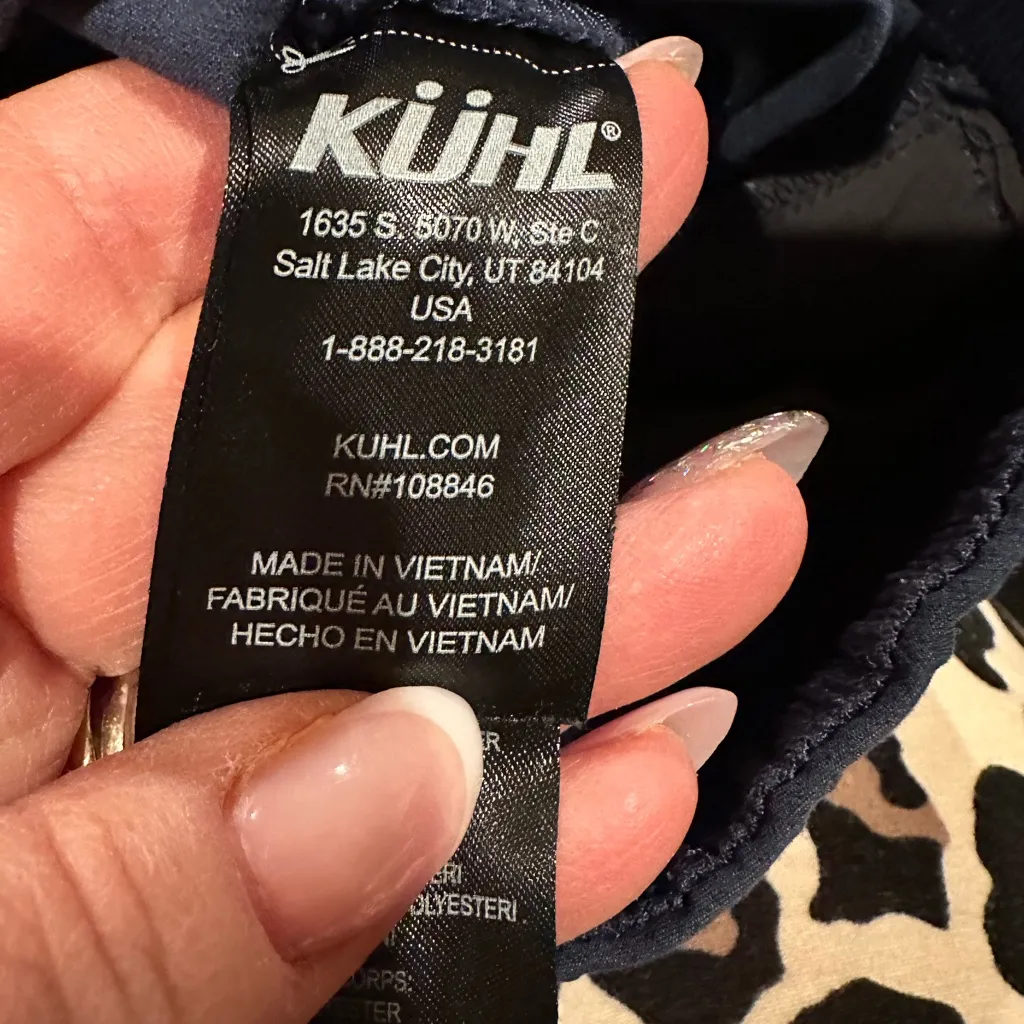 KÜHL®
1635 S. 5070 W, Ste C
Salt Lake City, UT 84104
USA
1-888-218-3181
KUHL.COM
RN#108846
MADE IN VIETNAM/
FABRIQUÉ AU VIETNAM/
HECHO EN VIETNAM